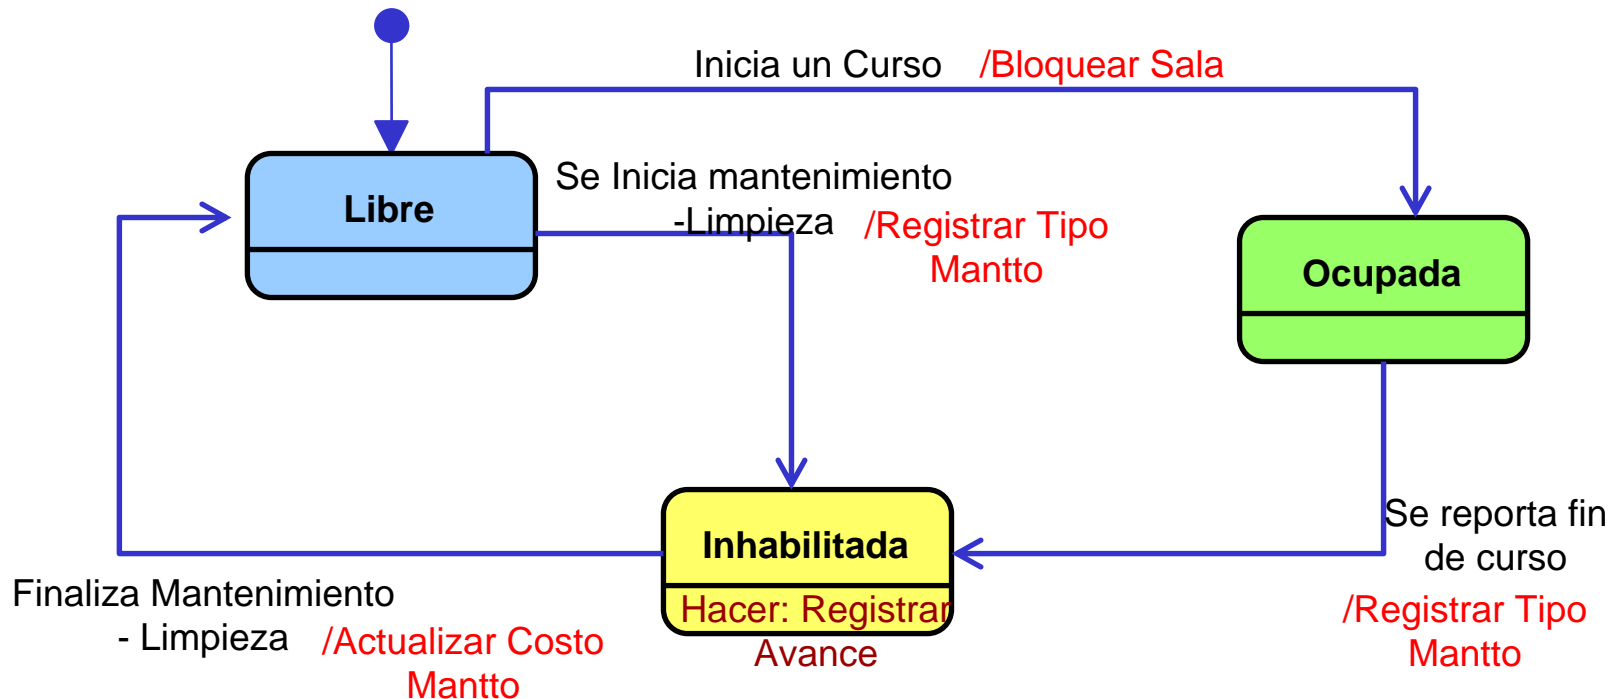 Inicia un Curso /Bloquear Sala
Libre
Se Inicia mantenimiento
-Limpieza /Registrar Tipo
Mantto
Ocupada
Inhabilitada
Hacer: Registrar
Avance
Se reporta fin
de curso
/Registrar Tipo
Mantto
Finaliza Mantenimiento
- Limpieza /Actualizar Costo
Mantto